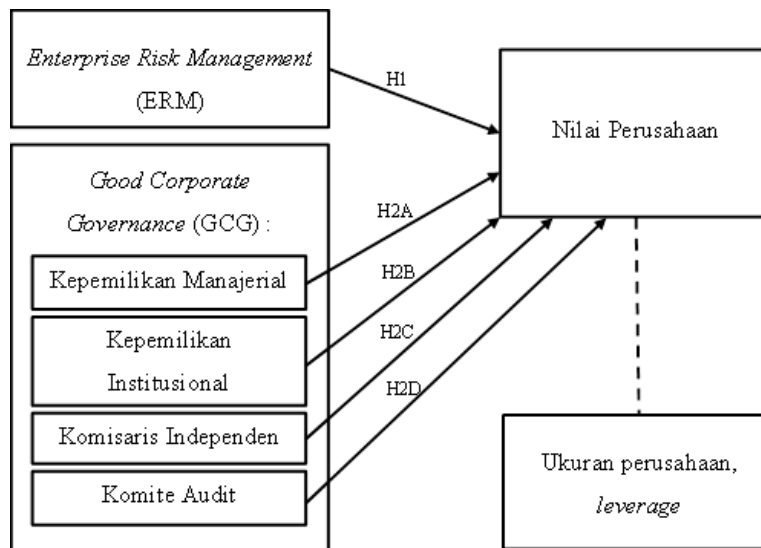 Enterprise Risk Management
(ERM)
H1
Nilai Perusahaan
Good Corporate
Governance (GCG) :
H2A
Kepemilikan Manajerial
H2B
Kepemilikan
Institusional
H2C
H2D
Komisaris Independen
Komite Audit
Ukuran perusahaan,
leverage